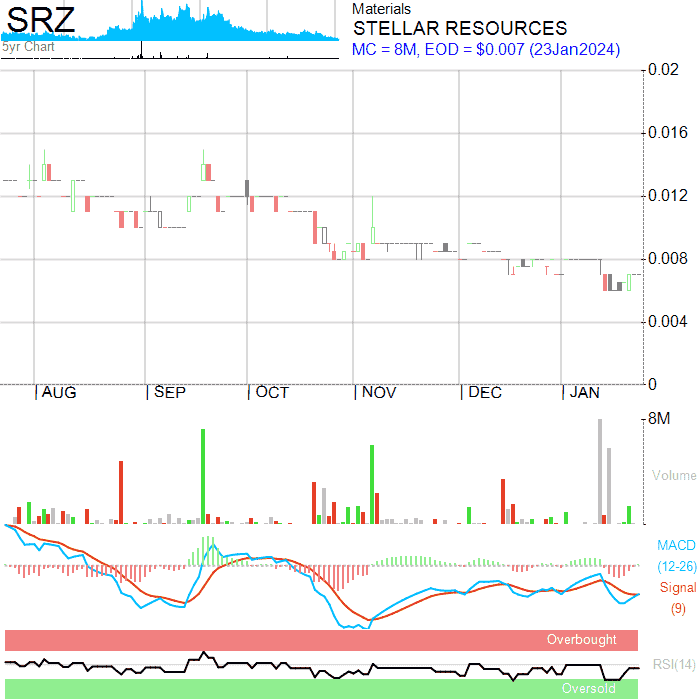 SRZ
5yr Chart
Materials
STELLAR RESOURCES
MC = 8M, EOD = $0.007 (23Jan2024)
0.02
0.016
0.012
0.008
0.004
0
AUG SEP OCT NOV DEC JAN
8M
Volume
MACD
(12-26)
Signal
(9)
Overbought
RSI(14)
Oversold